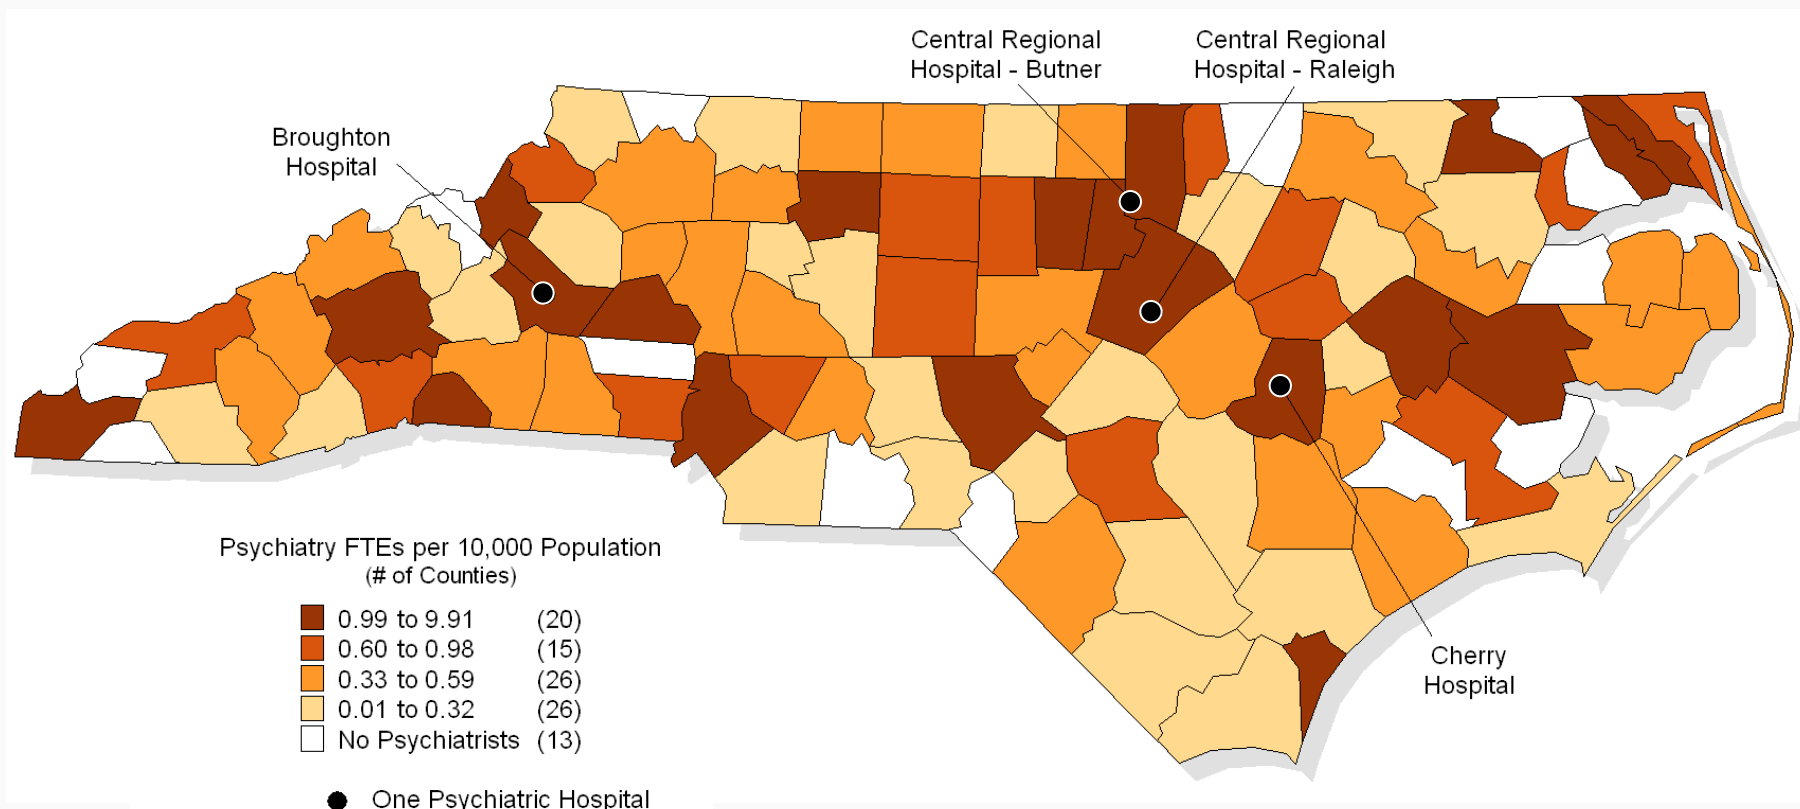 Central Regional
Hospital - Butner
Central Regional
Hospital - Raleigh
Broughton
Hospital
Psychiatry FTEs per 10,000 Population
(# of Counties)
0.99 to 9.91 (20)
0.60 to 0.98 (15)
0.33 to 0.59 (26)
0.01 to 0.32 (26)
No Psychiatrists (13)
One Psychiatric Hospital
Cherry
Hospital